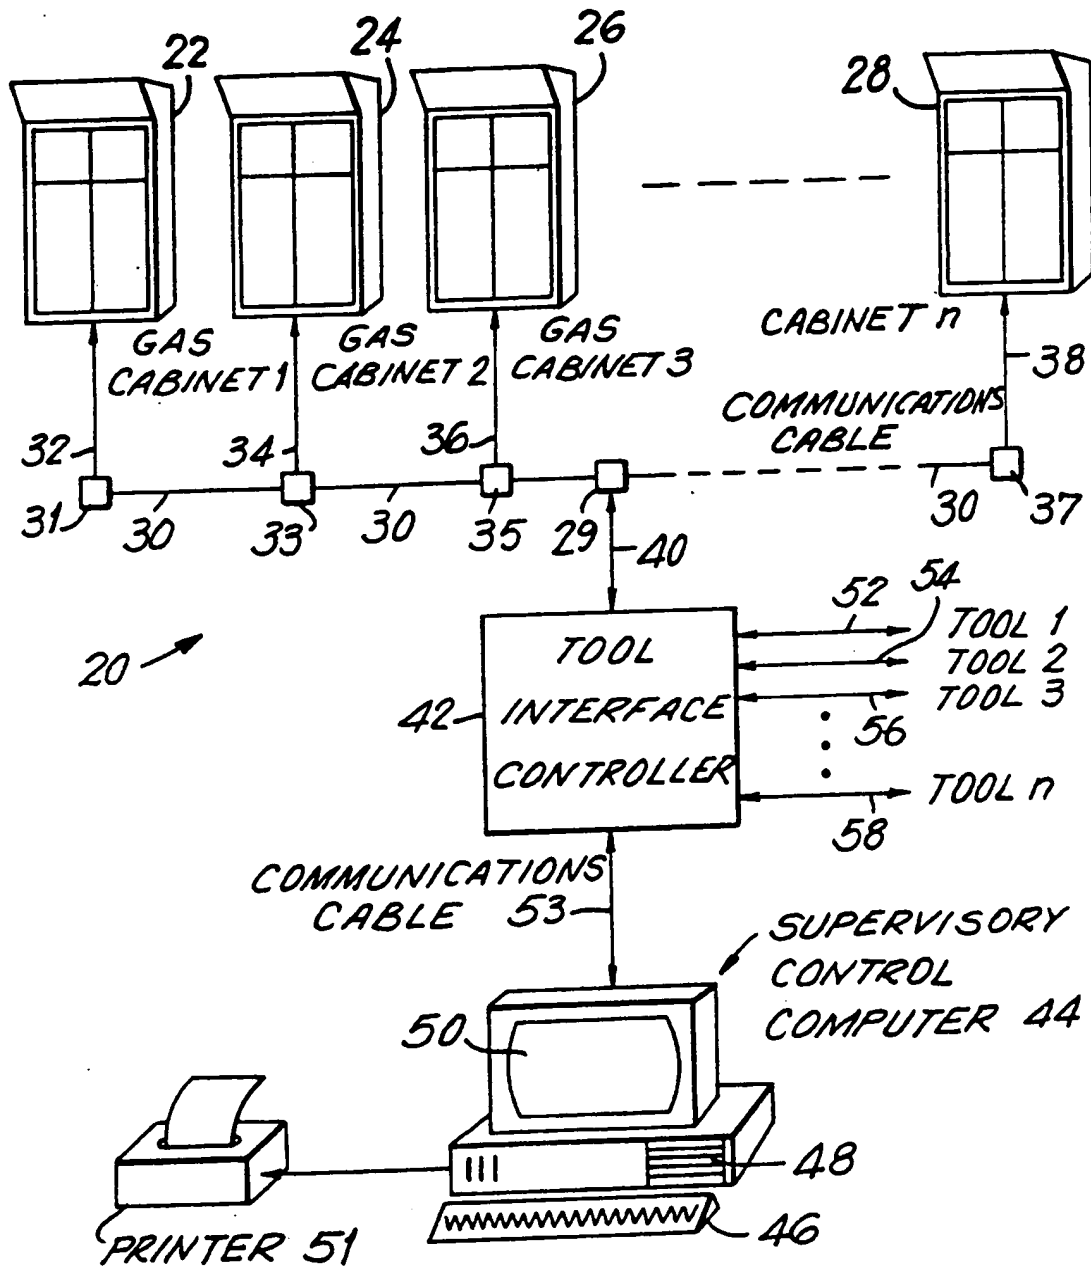 22
24
26
28
GAS
CABINET 1
GAS
CABINET 2
GAS
CABINET 3
CABINET n
38
COMMUNICATIONS
CABLE
32
34
36
31
30
33
30
35
29
40
30
37
20
42
TOOL
INTERFACE
CONTROLLER
52
54
TOOL 1
TOOL 2
TOOL 3
56
TOOL n
58
COMMUNICATIONS
CABLE 53
SUPERVISORY
CONTROL
COMPUTER 44
50
48
46
PRINTER 51